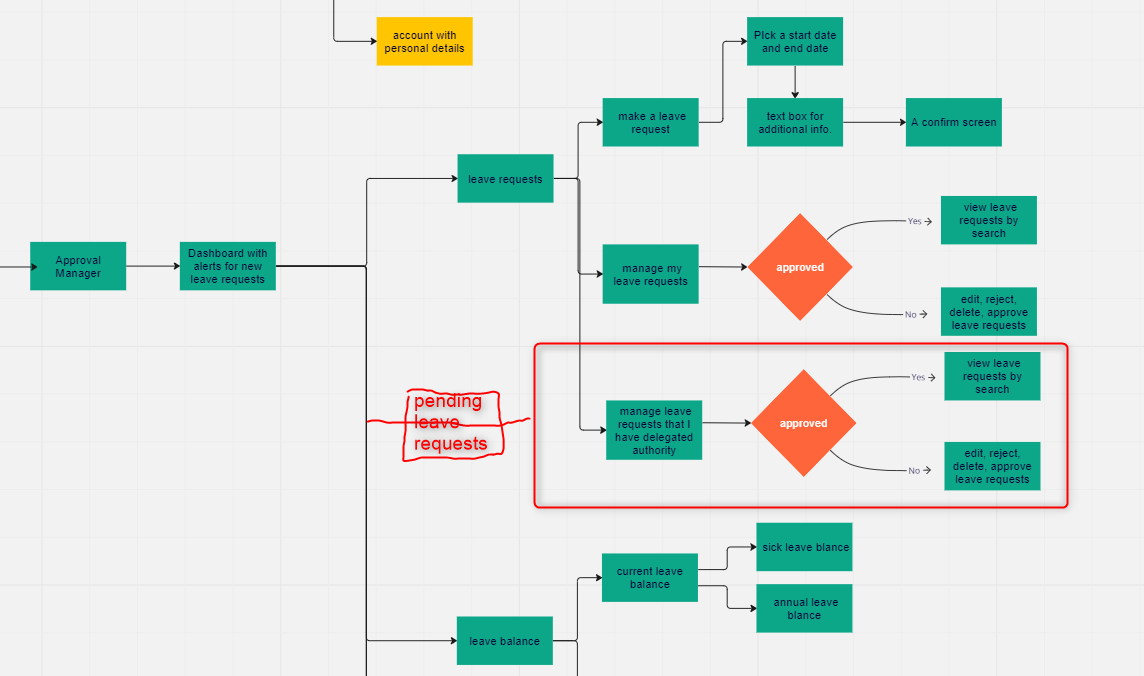 account with
personal details
PIck a start date
and end date
make a leave
request
text box for
additional info.
A confirm screen
leave requests
Approval
Manager
Dashboard with
alerts for new
leave requests
manage my
leave requests
approved
Yes
view leave
requests by
search
No
edit, reject,
delete, approve
leave requests
pending
leave
requests
manage leave
requests that I
have delegated
authority
approved
Yes
view leave
requests by
search
No
edit, reject,
delete, approve
leave requests
current leave
balance
sick leave blance
annual leave
blance
leave balance